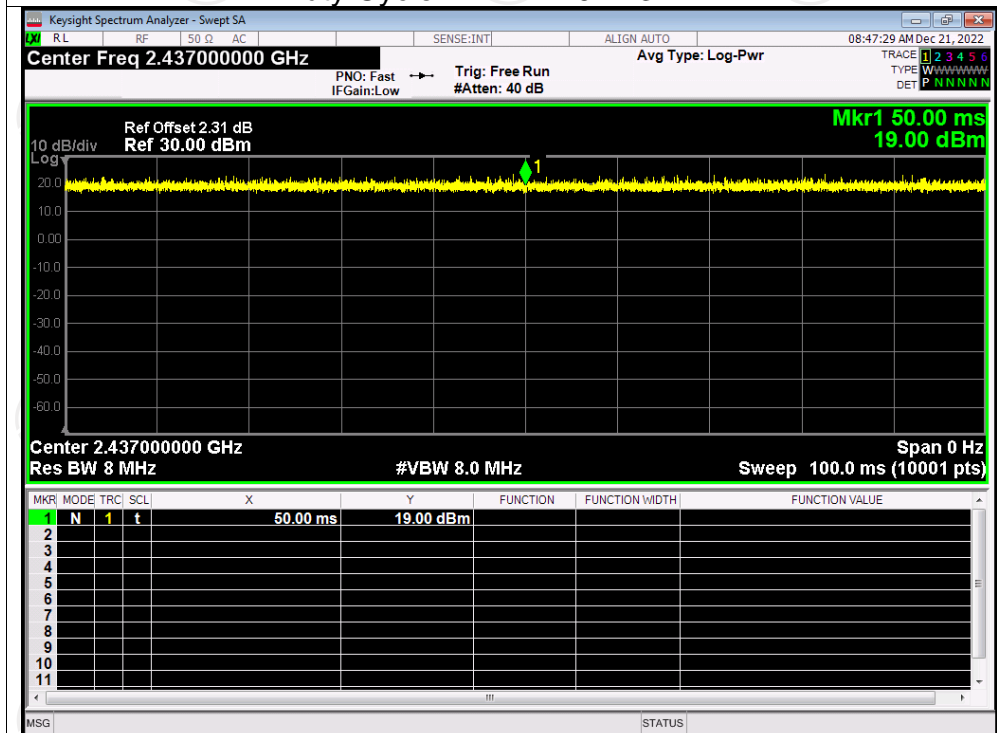 Keysight Spectrum Analyzer - Swept SA
RL RF 50 Ω AC SENSE:INT ALIGN AUTO 08:47:29 AM Dec 21, 2022
Center Freq 2.437000000 GHz
PNO: Fast
IFGain:Low
Trig: Free Run
#Atten: 40 dB
Avg Type: Log-Pwr
TRACE 1 2 3 4 5 6
TYPE WWWWWW
DET P N N N N N
Ref Offset 2.31 dB
10 dB/div Ref 30.00 dBm
Log
Mkr1 50.00 ms
19.00 dBm
1
20.0
10.0
0.00
-10.0
-20.0
-30.0
-40.0
-50.0
-60.0
Center 2.437000000 GHz Span 0 Hz
Res BW 8 MHz #VBW 8.0 MHz Sweep 100.0 ms (10001 pts)
MKR MODE TRC SCL X Y FUNCTION FUNCTION WIDTH FUNCTION VALUE
1 N 1 t 50.00 ms 19.00 dBm
2
3
4
5
6
7
8
9
10
11
MSG STATUS